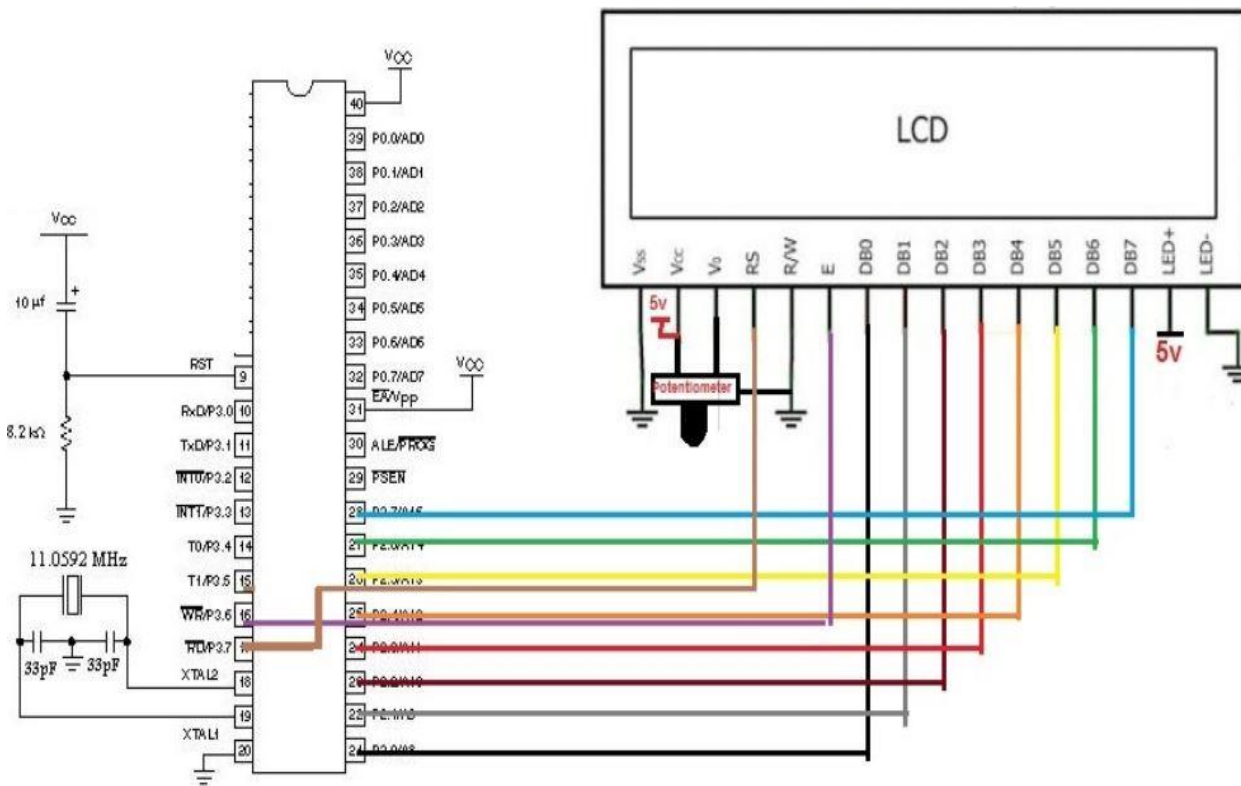 VCC
40
39 P0.0/AD0
38 P0.1/AD1
37 P0.2/AD2
36 P0.3/AD3
35 P0.4/AD4
34 P0.5/AD5
33 P0.6/AD6
32 P0.7/AD7
VCC
EA/Vpp
31
30 ALE/PROG
29 PSEN
28
25
24
22
VCC
10 µf
+
8.2 kΩ
RST
9
RxD/P3.0 10
TxD/P3.1 11
INT0/P3.2 12
INT1/P3.3 13
T0/P3.4 14
T1/P3.5 15
WR/P3.6 16
RD/P3.7
XTAL2
18
19
XTAL1
20
11.0592 MHz
33pF 33pF
LCD
Vss
Vcc
V₀
RS
R/W
E
DB0
DB1
DB2
DB3
DB4
DB5
DB6
DB7
LED+
LED-
5v
Potentiometer
5v